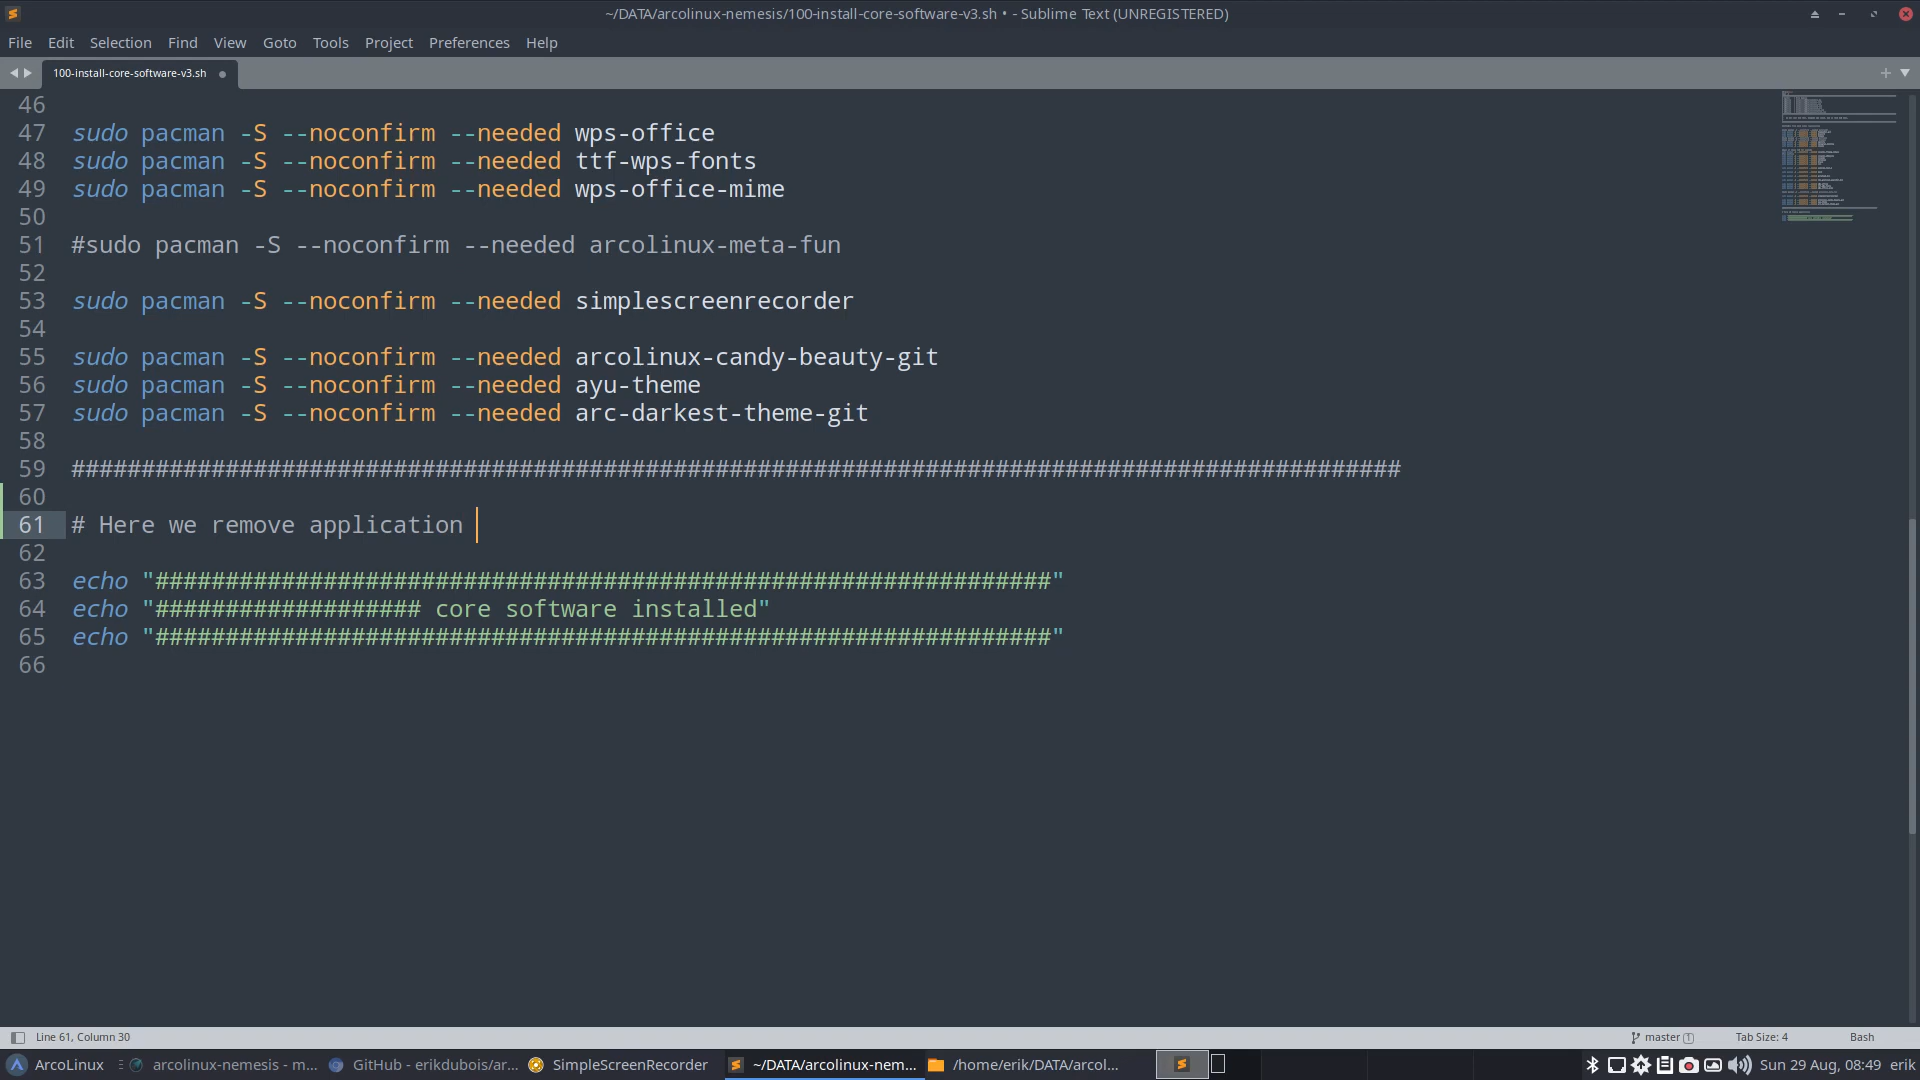 ~/DATA/arcolinux-nemesis/100-install-core-software-v3.sh • - Sublime Text (UNREGISTERED)
File Edit Selection Find View Goto Tools Project Preferences Help
100-install-core-software-v3.sh
46
47 sudo pacman -S --noconfirm --needed wps-office
48 sudo pacman -S --noconfirm --needed ttf-wps-fonts
49 sudo pacman -S --noconfirm --needed wps-office-mime
50
51 #sudo pacman -S --noconfirm --needed arcolinux-meta-fun
52
53 sudo pacman -S --noconfirm --needed simplescreenrecorder
54
55 sudo pacman -S --noconfirm --needed arcolinux-candy-beauty-git
56 sudo pacman -S --noconfirm --needed ayu-theme
57 sudo pacman -S --noconfirm --needed arc-darkest-theme-git
58
59 ###############################################################################################
60
61 # Here we remove application
62
63 echo "################################################################"
64 echo "################### core software installed"
65 echo "################################################################"
66
Line 61, Column 30 master 1 Tab Size: 4 Bash
ArcoLinux arcolinux-nemesis - m... GitHub - erikdubois/ar... SimpleScreenRecorder ~/DATA/arcolinux-nem... /home/erik/DATA/arcol... Sun 29 Aug, 08:49 erik